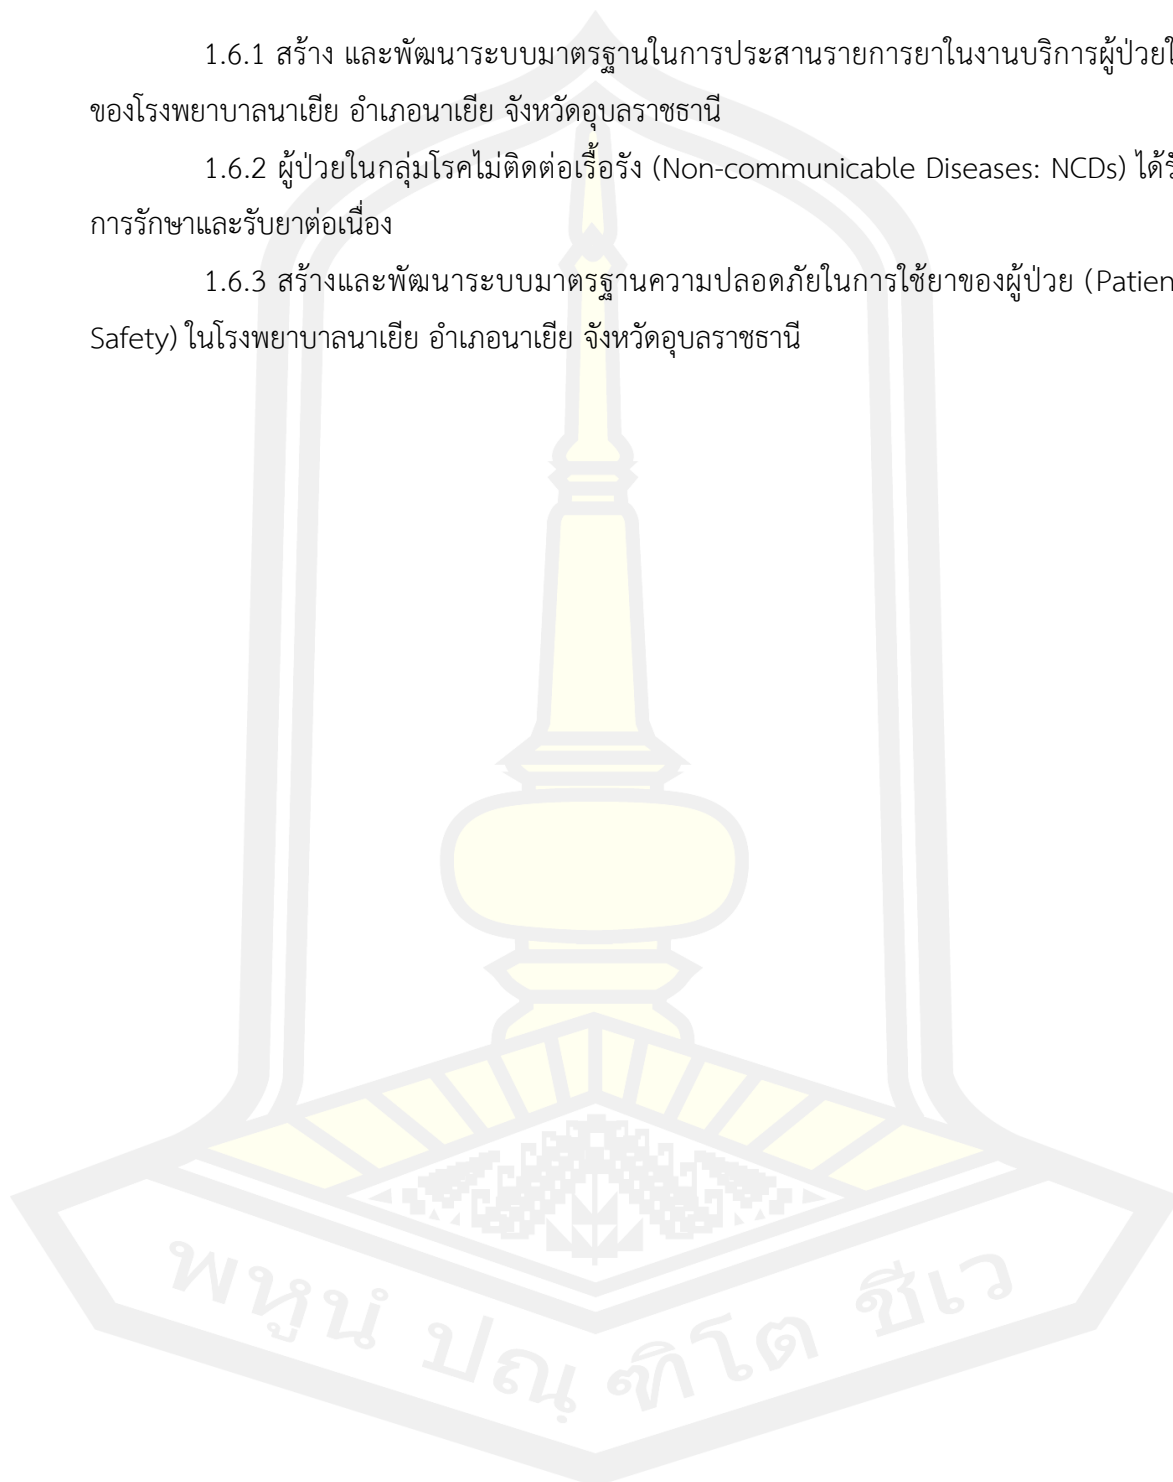 1.6.1 สร้าง และพัฒนาระบบมาตรฐานในการประสานรายการยาในงานบริการผู้ป่วยใ
ของโรงพยาบาลนาเยีย อำเภอนาเยีย จังหวัดอุบลราชธานี
1.6.2 ผู้ป่วยในกลุ่มโรคไม่ติดต่อเรื้อรัง (Non-communicable Diseases: NCDs) ได้รั
การรักษาและรับยาต่อเนื่อง
1.6.3 สร้างและพัฒนาระบบมาตรฐานความปลอดภัยในการใช้ยาของผู้ป่วย (Patien
Safety) ในโรงพยาบาลนาเยีย อำเภอนาเยีย จังหวัดอุบลราชธานี
พหูนํ ปณฺฑิโต ชีเว